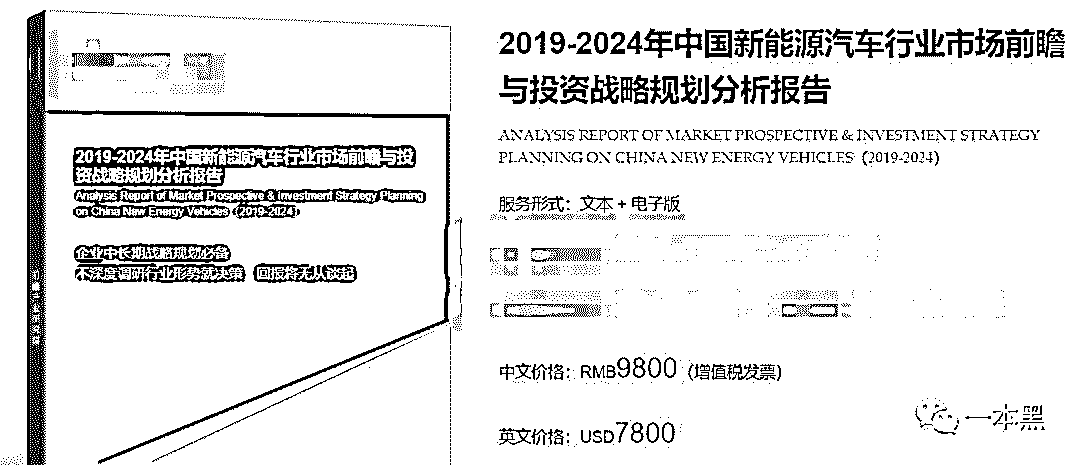 2019-2024年中国新能源汽车行业市场前瞻与投
资战略规划分析报告
Analysis Report of Market Prospective & Investment Strategy Planning
on China New Energy Vehicles（2019-2024）
企业中长期战略规划必备
不深度调研行业形势就决策 回报将无从谈起
2019-2024年中国新能源汽车行业市场前瞻
与投资战略规划分析报告
ANALYSIS REPORT OF MARKET PROSPECTIVE & INVESTMENT STRATEGY
PLANNING ON CHINA NEW ENERGY VEHICLES（2019-2024）
服务形式：文本 + 电子版
中文价格：RMB9800（增值税发票）
英文价格：USD7800
一本黑